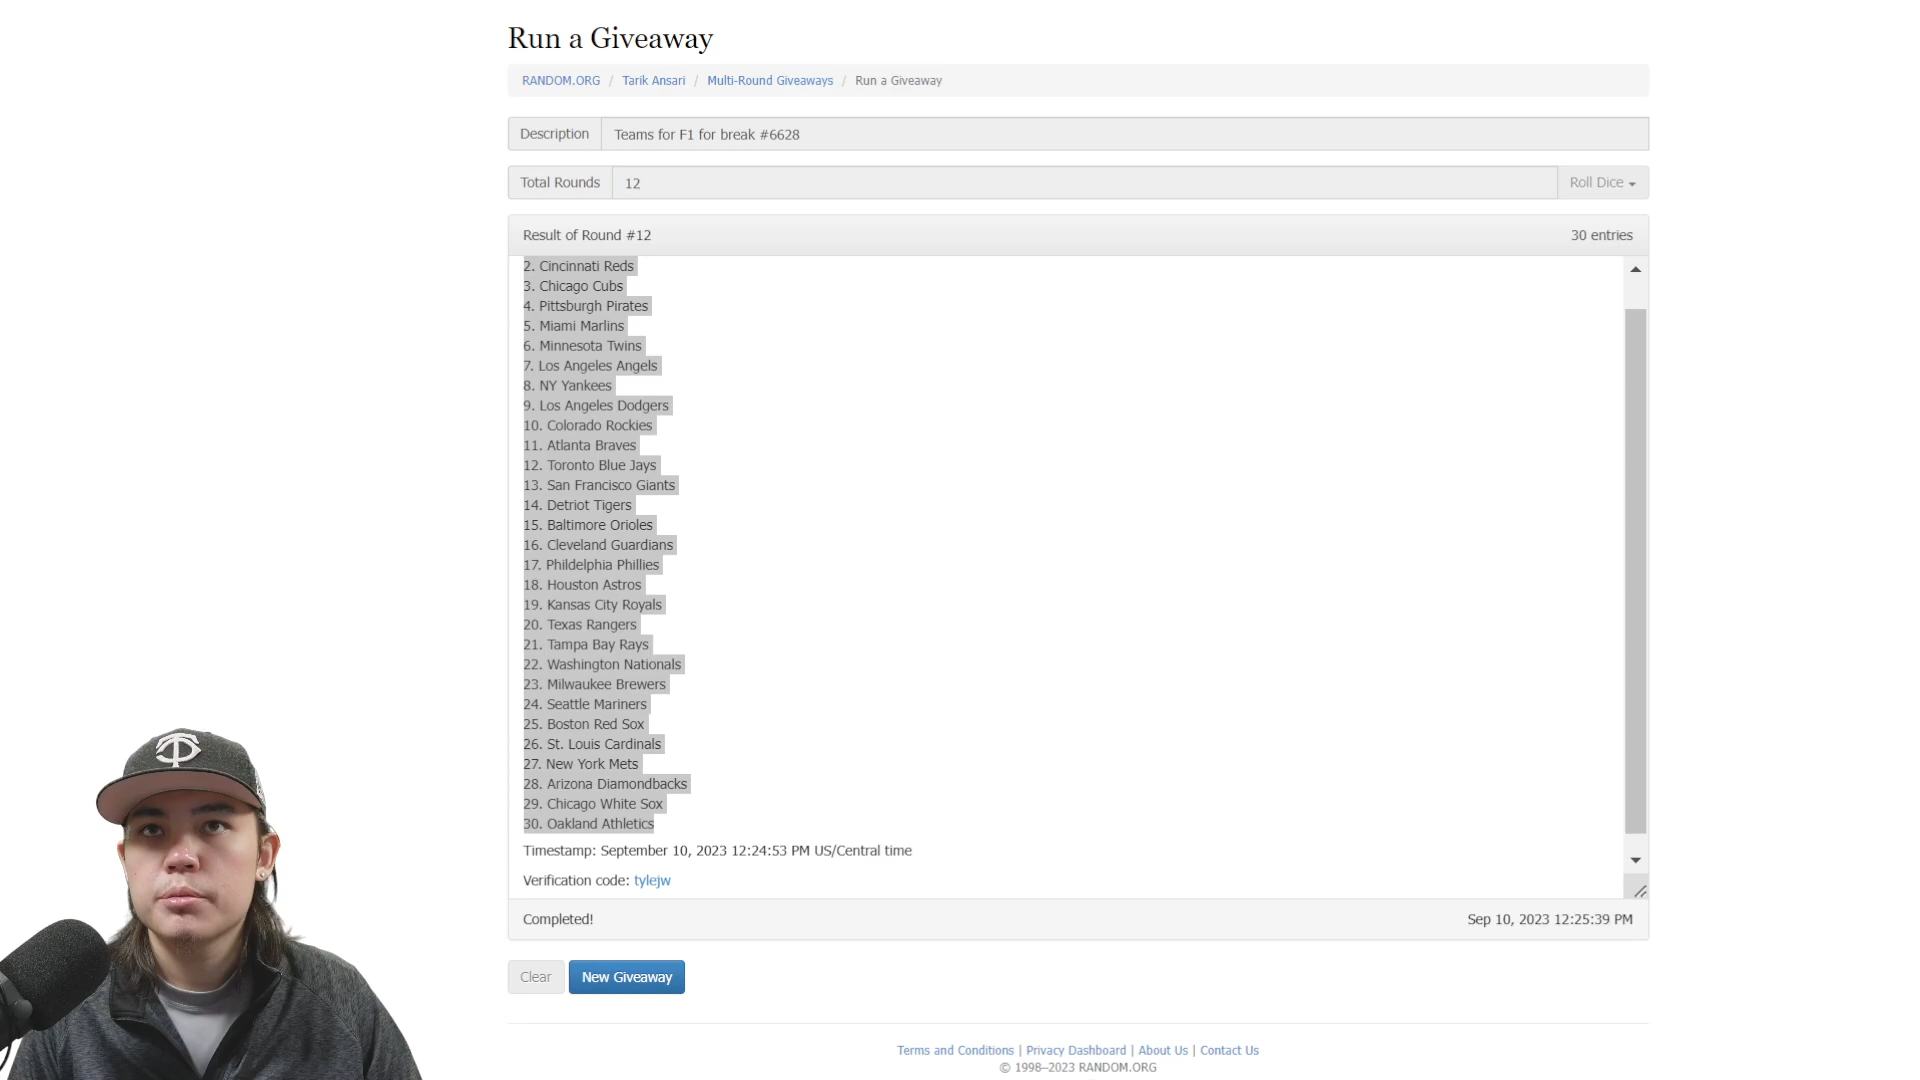 Run a Giveaway
RANDOM.ORG / Tarik Ansari / Multi-Round Giveaways / Run a Giveaway
Description Teams for F1 for break #6628
Total Rounds 12 Roll Dice
Result of Round #12 30 entries
2. Cincinnati Reds
3. Chicago Cubs
4. Pittsburgh Pirates
5. Miami Marlins
6. Minnesota Twins
7. Los Angeles Angels
8. NY Yankees
9. Los Angeles Dodgers
10. Colorado Rockies
11. Atlanta Braves
12. Toronto Blue Jays
13. San Francisco Giants
14. Detriot Tigers
15. Baltimore Orioles
16. Cleveland Guardians
17. Phildelphia Phillies
18. Houston Astros
19. Kansas City Royals
20. Texas Rangers
21. Tampa Bay Rays
22. Washington Nationals
23. Milwaukee Brewers
24. Seattle Mariners
25. Boston Red Sox
26. St. Louis Cardinals
27. New York Mets
28. Arizona Diamondbacks
29. Chicago White Sox
30. Oakland Athletics
Timestamp: September 10, 2023 12:24:53 PM US/Central time
Verification code: tylejw
Completed! Sep 10, 2023 12:25:39 PM
Clear New Giveaway
Terms and Conditions | Privacy Dashboard | About Us | Contact Us
© 1998–2023 RANDOM.ORG
TC